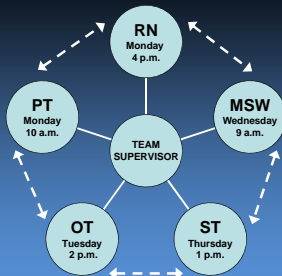 RN
Monday
4 p.m.
PT
Monday
10 a.m.
MSW
Wednesday
9 a.m.
TEAM
SUPERVISOR
OT
Tuesday
2 p.m.
ST
Thursday
1 p.m.